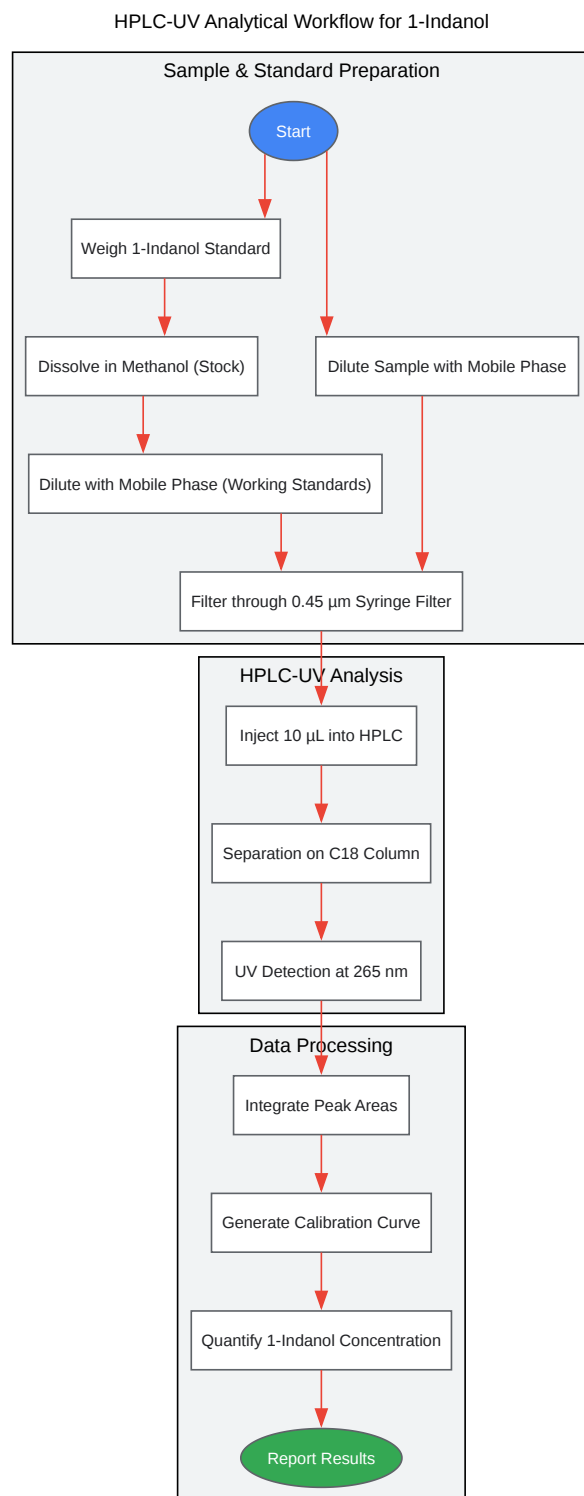 HPLC-UV Analytical Workflow for 1-Indanol
Sample & Standard Preparation
Start
Weigh 1-Indanol Standard
Dissolve in Methanol (Stock)
Dilute Sample with Mobile Phase
Dilute with Mobile Phase (Working Standards)
Filter through 0.45 µm Syringe Filter
HPLC-UV Analysis
Inject 10 µL into HPLC
Separation on C18 Column
UV Detection at 265 nm
Data Processing
Integrate Peak Areas
Generate Calibration Curve
Quantify 1-Indanol Concentration
Report Results